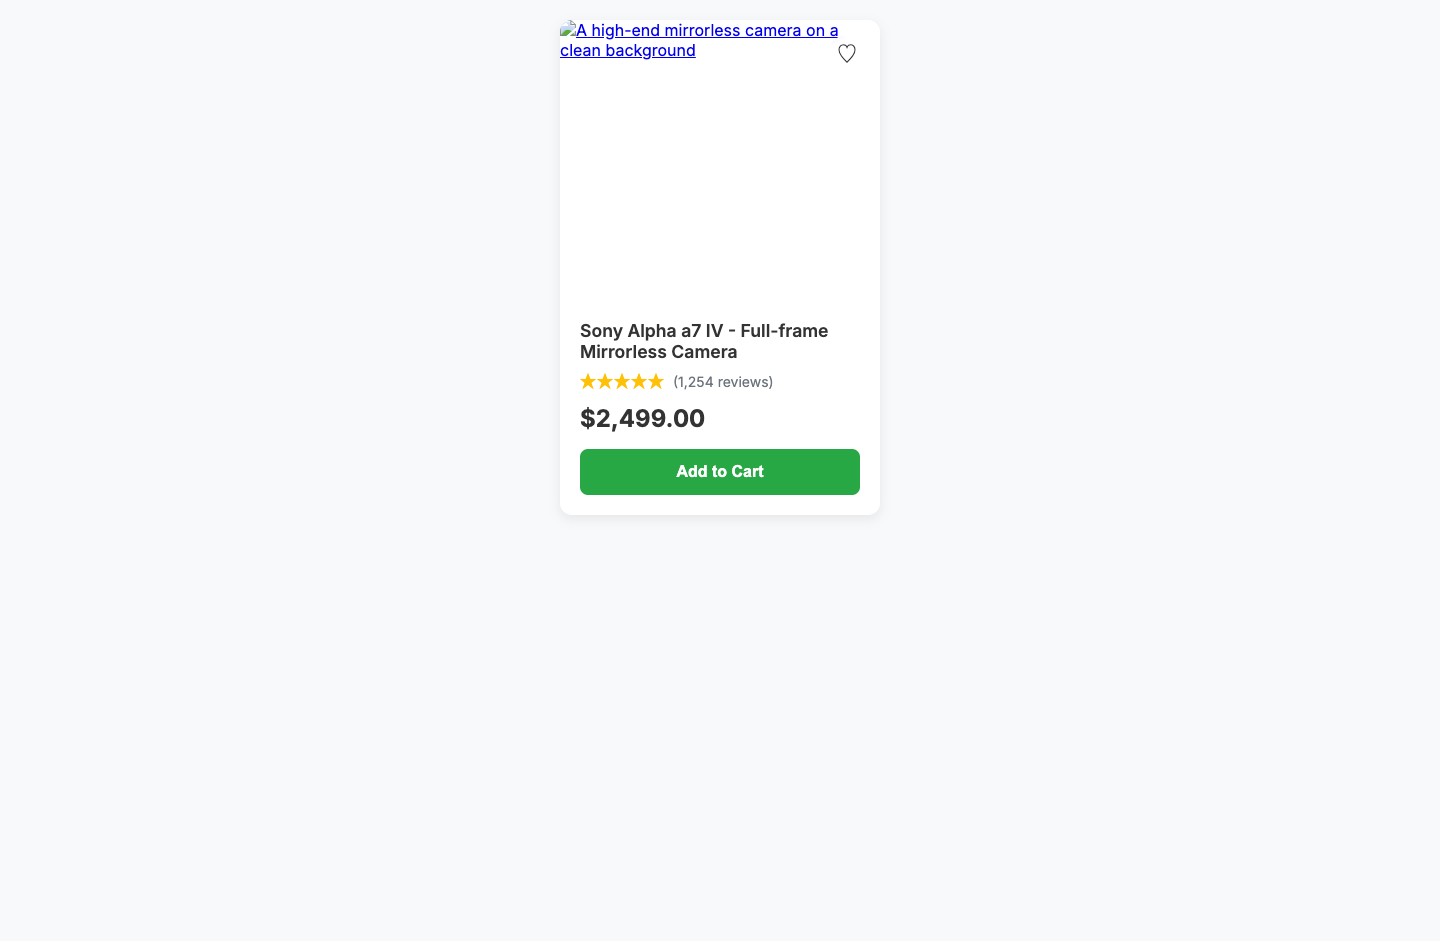 A high-end mirrorless camera on a
clean background
Sony Alpha a7 IV - Full-frame
Mirrorless Camera
★★★★★ (1,254 reviews)
$2,499.00
Add to Cart